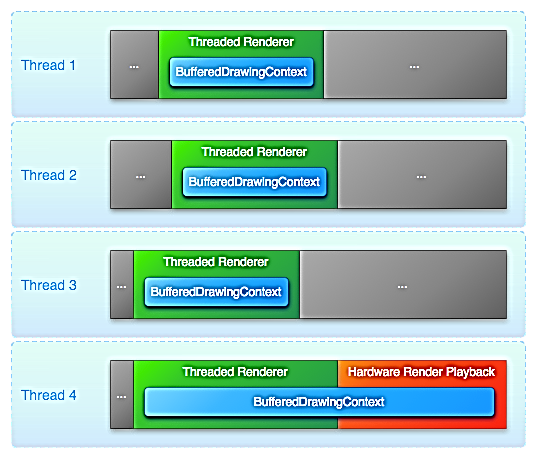 Thread 1
...
Threaded Renderer
BufferedDrawingContext
...
Thread 2
...
Threaded Renderer
BufferedDrawingContext
...
Thread 3
...
Threaded Renderer
BufferedDrawingContext
...
Thread 4
...
Threaded Renderer
Hardware Render Playback
BufferedDrawingContext